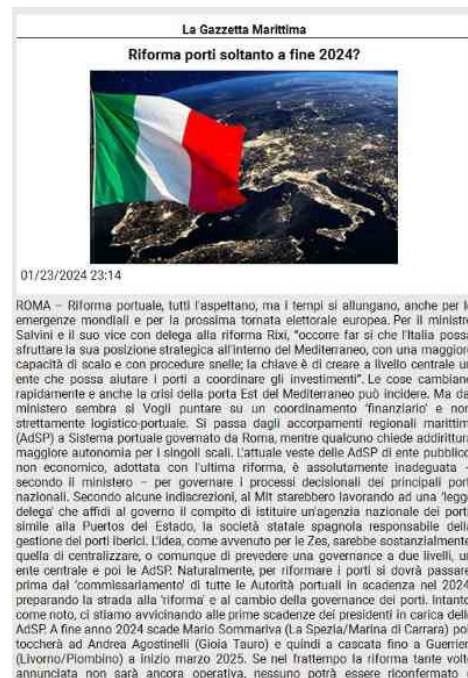 La Gazzetta Marittima
Riforma porti soltanto a fine 2024?
01/23/2024 23:14
ROMA – Riforma portuale, tutti l'aspettano, ma i tempi si allungano, anche per
emergenze mondiali e per la prossima tornata elettorale europea. Per il ministro
Salvini e il suo vice con delega alla riforma Rixi, "occorre far sì che l'Italia possa
sfruttare la sua posizione strategica all'interno del Mediterraneo, con una maggiore
capacità di scalo e con procedure snelle; la chiave è di creare a livello centrale un
ente che possa aiutare i porti a coordinare gli investimenti". Le cose cambiano
rapidamente e anche la crisi della porta Est del Mediterraneo può incidere. Ma da
ministero sembra si Vogli puntare su un coordinamento 'finanziario' e non
strettamente logistico-portuale. Si passa dagli accorpamenti regionali marittim
(AdSP) a Sistema portuale governato da Roma, mentre qualcuno chiede addirittura
maggiore autonomia per i singoli scali. L'attuale veste delle AdSP di ente pubblico
non economico, adottata con l'ultima riforma, è assolutamente inadeguata –
secondo il ministero – per governare i processi decisionali dei principali port
nazionali. Secondo alcune indiscrezioni, al Mit starebbero lavorando ad una 'legge
delega' che affidi al governo il compito di istituire un'agenzia nazionale dei porti
simile alla Puertos del Estado, la società statale spagnola responsabile della
gestione dei porti iberici. L'idea, come avvenuto per le Zes, sarebbe sostanzialmente
quella di centralizzare, o comunque di prevedere una governance a due livelli, un
ente centrale e poi le AdSP. Naturalmente, per riformare i porti si dovrà passare
prima dal 'commissariamento' di tutte le Autorità portuali in scadenza nel 2024
preparando la strada alla 'riforma' e al cambio della governance dei porti. Intanto,
come noto, ci stiamo avvicinando alle prime scadenze dei presidenti in carica delle
AdSP. A fine anno 2024 scade Mario Sommariva (La Spezia/Marina di Carrara) poi
toccherà ad Andrea Agostinelli (Gioia Tauro) e quindi a cascata fino a Guerrieri
(Livorno/Piombino) a inizio marzo 2025. Se nel frattempo la riforma tante volte
annunciata non sarà ancora operativa, nessuno potrà essere riconfermato